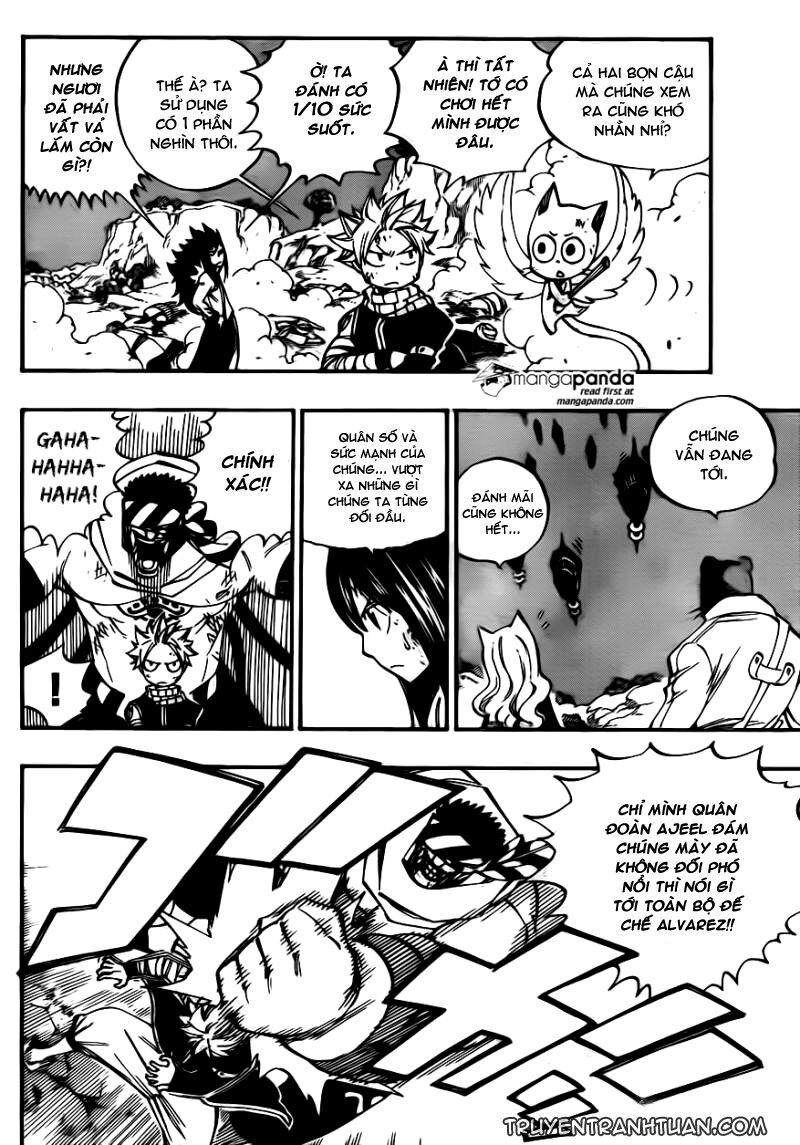 CẢ HAI BỌN CẬU
MÀ CHÚNG XEM
RA CŨNG KHÓ
NHẰN NHỈ?
À THÌ TẤT
NHIÊN! TỚ CÓ
CHƠI HẾT
MÌNH ĐƯỢC
ĐÂU.
Ờ! TA
ĐÁNH CÓ
1/10 SỨC
SUỐT.
THẾ À? TA
SỬ DỤNG
CÓ 1 PHẦN
NGHÌN THÔI.
NHƯNG
NGƯƠI
ĐÃ PHẢI
VẤT VẢ
LẮM CÒN
GÌ?!
mangapanda
read first at
mangapanda.com
CHÚNG
VẪN ĐANG
TỚI.
ĐÁNH MÃI
CŨNG KHÔNG
HẾT...
QUÂN SỐ VÀ
SỨC MẠNH CỦA
CHÚNG... VƯỢT
XA NHỮNG GÌ
CHÚNG TA TỪNG
ĐỐI ĐẦU.
CHÍNH
XÁC!!
GAHA-
HAHHA-
HAHA!
!
CHỈ MÌNH QUÂN
ĐOÀN AJEEL ĐÁM
CHÚNG MÀY ĐÃ
KHÔNG ĐỐI PHÓ
NỔI THÌ NÓI GÌ
TỚI TOÀN BỘ ĐẾ
CHẾ ALVAREZ!!
TRUYENTRANHTUAN.COM